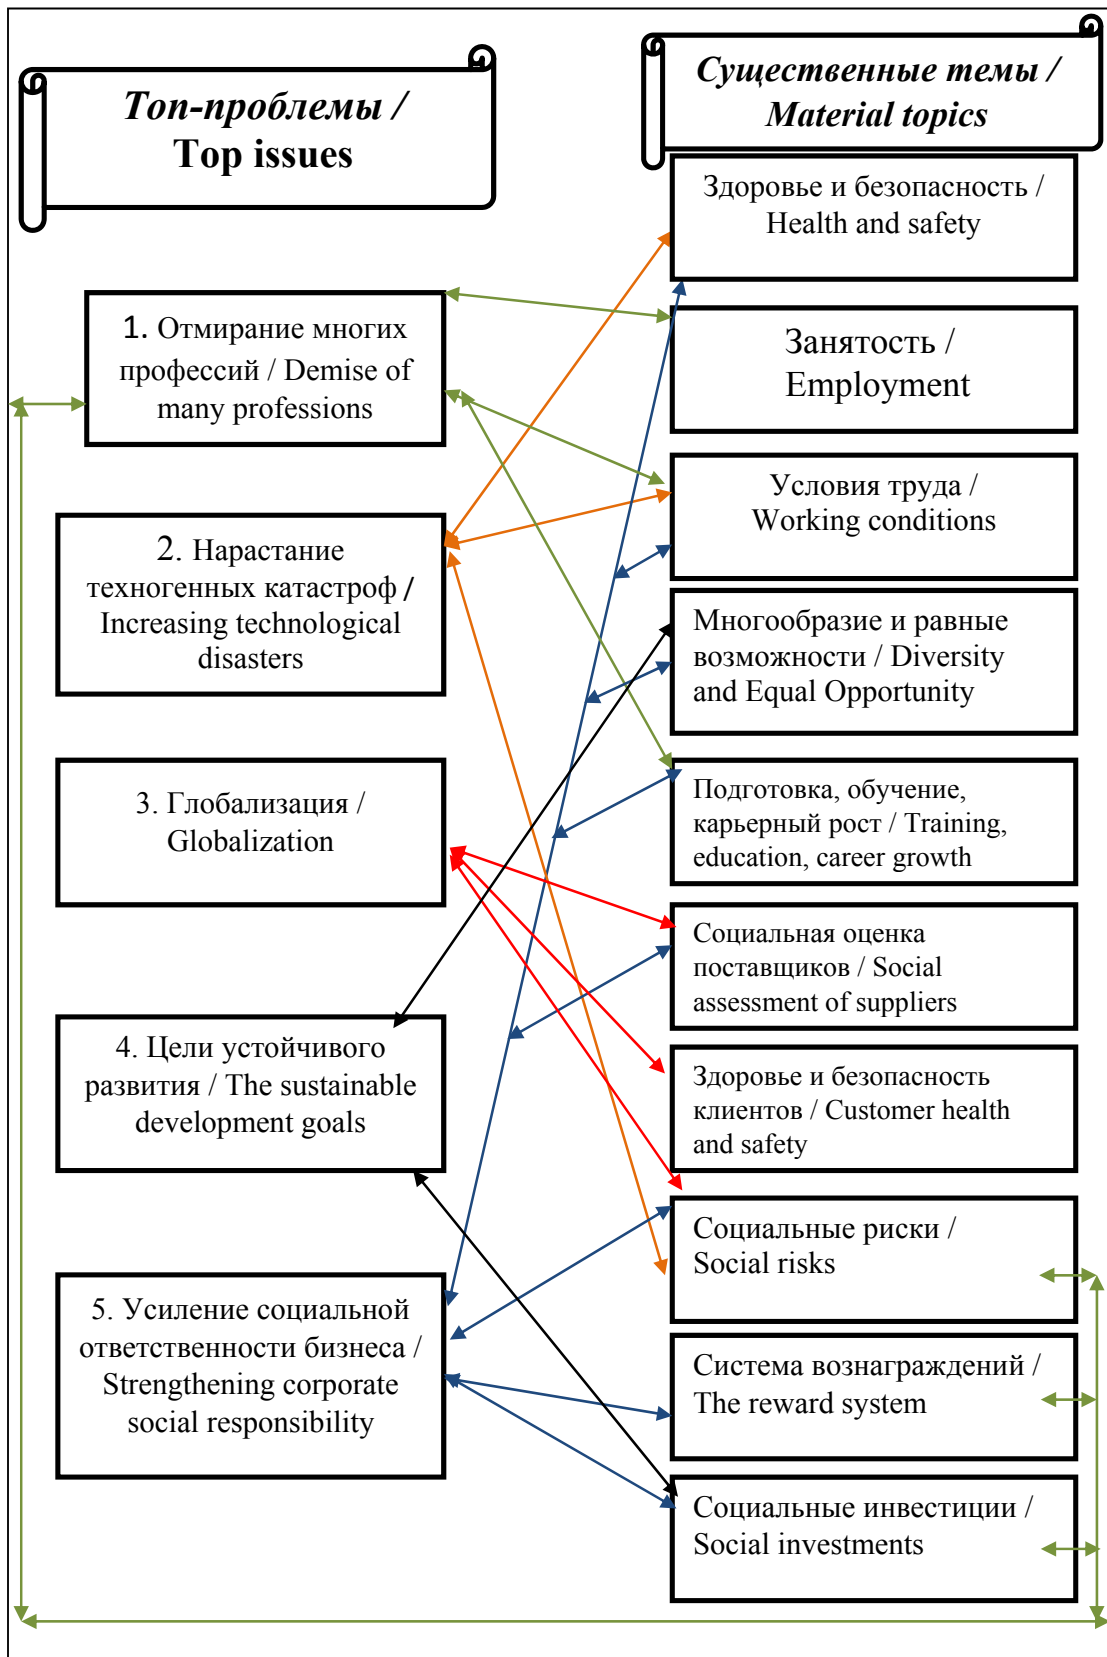 Топ-проблемы /
Top issues
1. Отмирание многих
профессий / Demise of
many professions
2. Нарастание
техногенных катастроф /
Increasing technological
disasters
3. Глобализация /
Globalization
4. Цели устойчивого
развития / The sustainable
development goals
5. Усиление социальной
ответственности бизнеса /
Strengthening corporate
social responsibility
Существенные темы /
Material topics
Здоровье и безопасность /
Health and safety
Занятость /
Employment
Условия труда /
Working conditions
Многообразие и равные
возможности / Diversity
and Equal Opportunity
Подготовка, обучение,
карьерный рост / Training,
education, career growth
Социальная оценка
поставщиков / Social
assessment of suppliers
Здоровье и безопасность
клиентов / Customer health
and safety
Социальные риски /
Social risks
Система вознаграждений /
The reward system
Социальные инвестиции /
Social investments